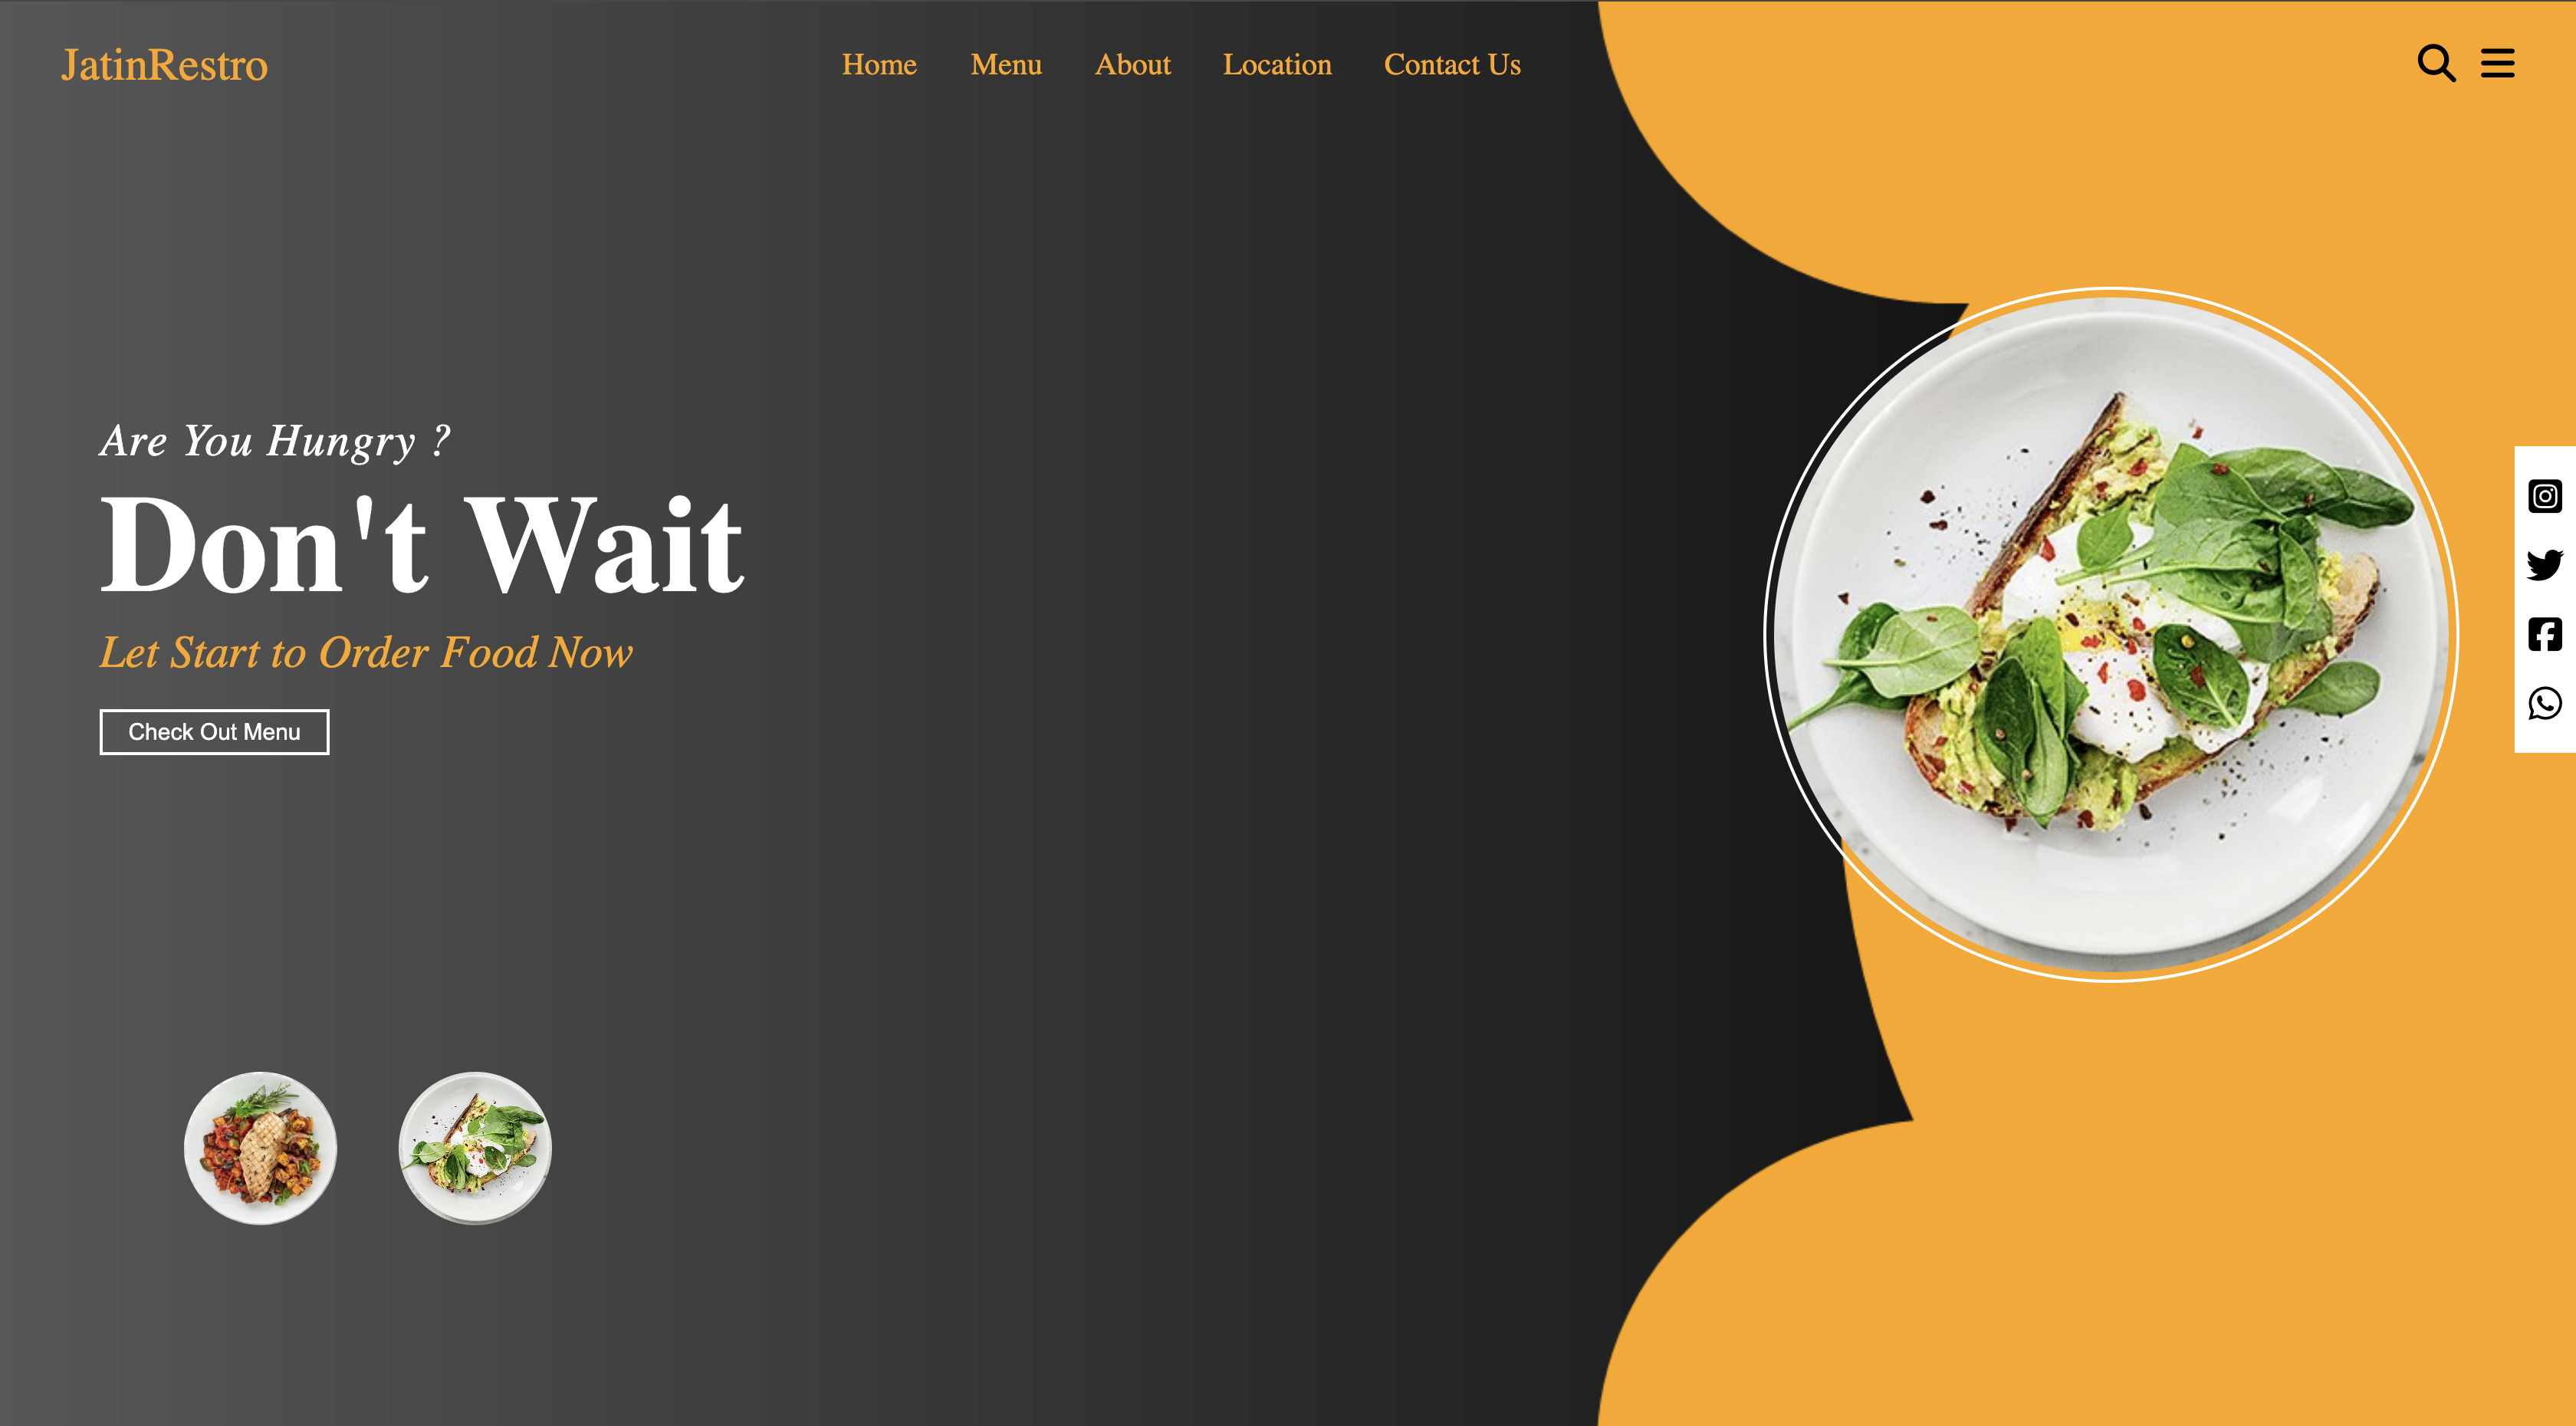 JatinRestro
Home Menu About Location Contact Us
Are You Hungry ?
Don't Wait
Let Start to Order Food Now
Check Out Menu